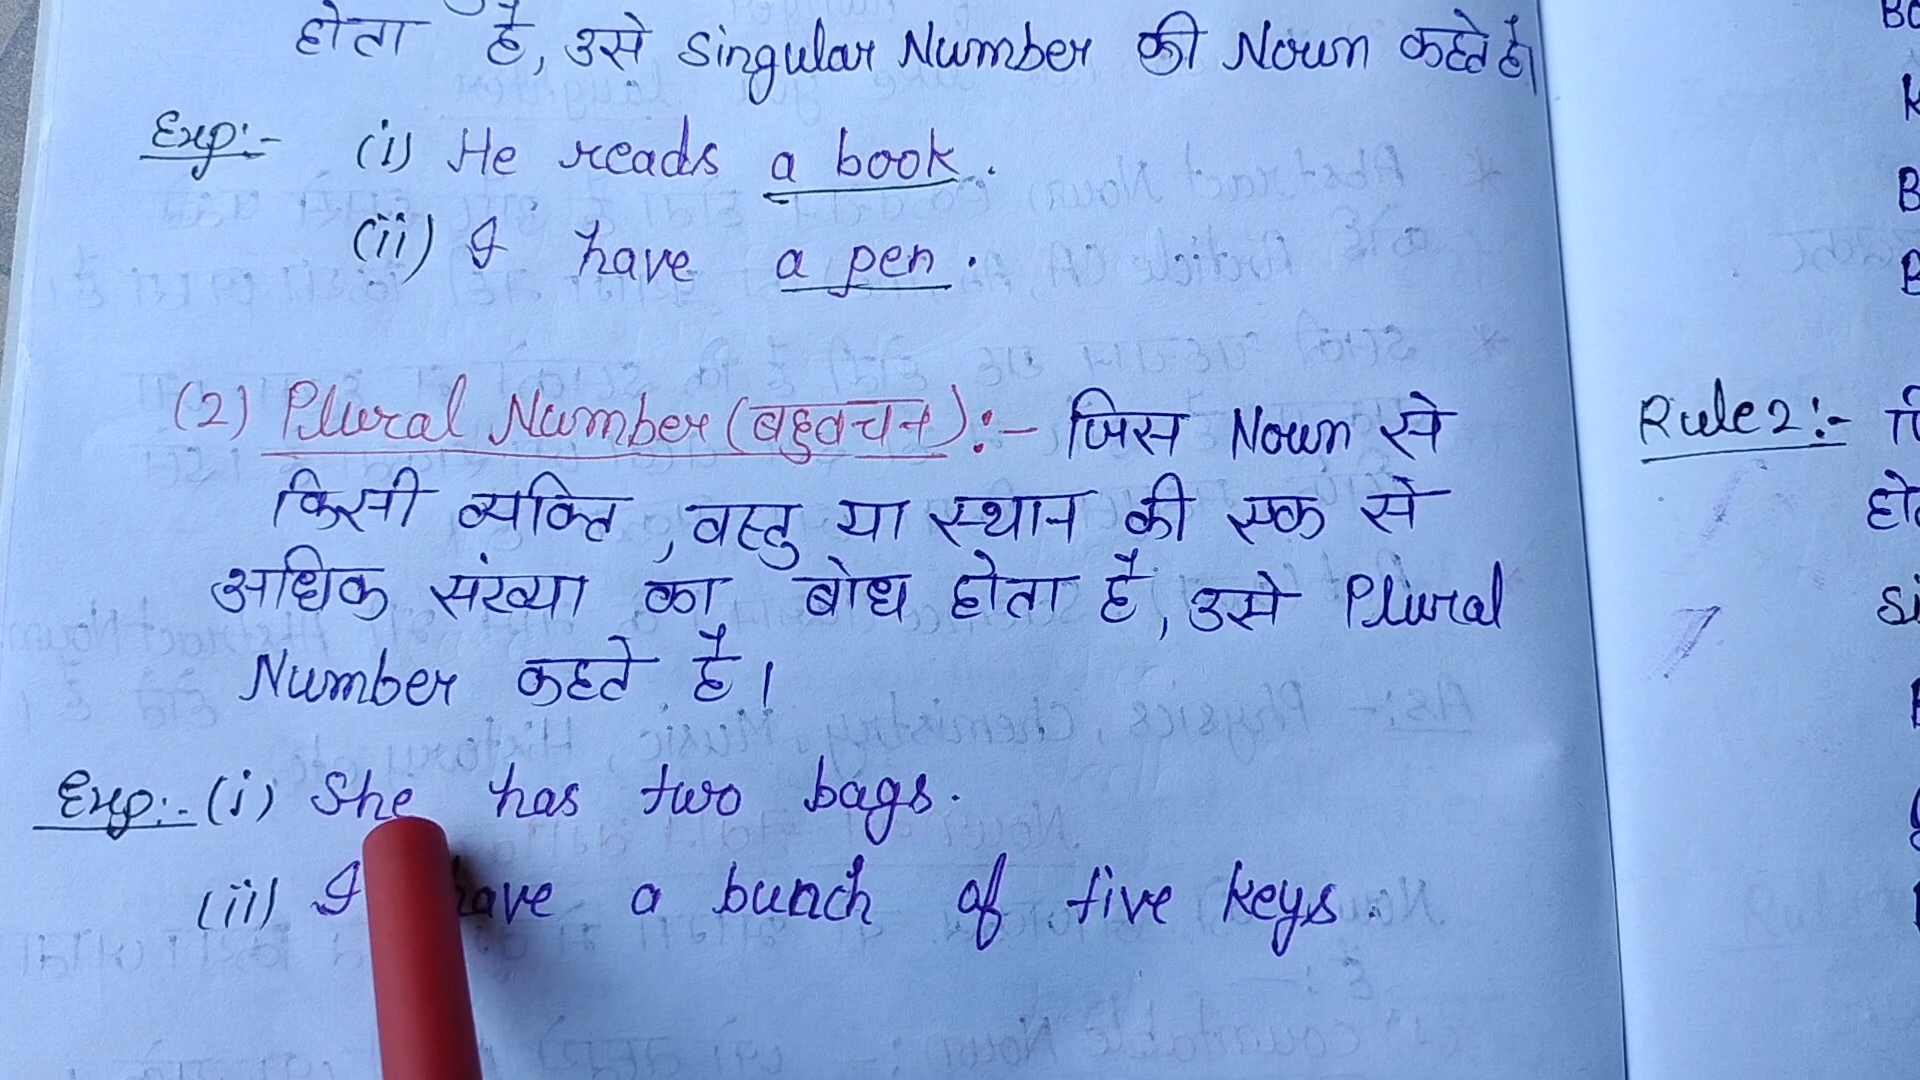 होता है, उसे Singular Number की Noun कहते है।
Exp:- (i) He reads a book.
(ii) I have a pen.
(2) Plural Number (बहुवचन):- जिस Noun से
किसी व्यक्ति, वस्तु या स्थान की एक से
अधिक संख्या का बोध होता है, उसे Plural
Number कहते है।
Exp:- (i) She has two bags.
(ii) I have a bunch of five keys.
Rule 2:-